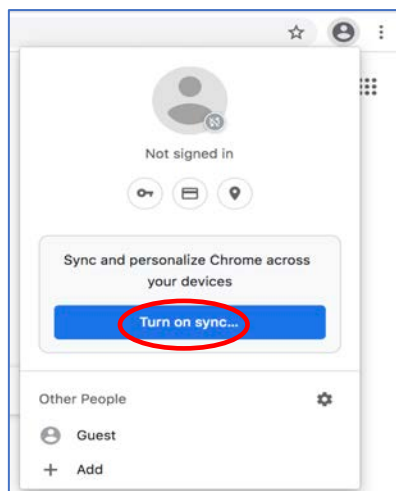 Not signed in
Sync and personalize Chrome across
your devices
Turn on sync...
Other People
Guest
Add